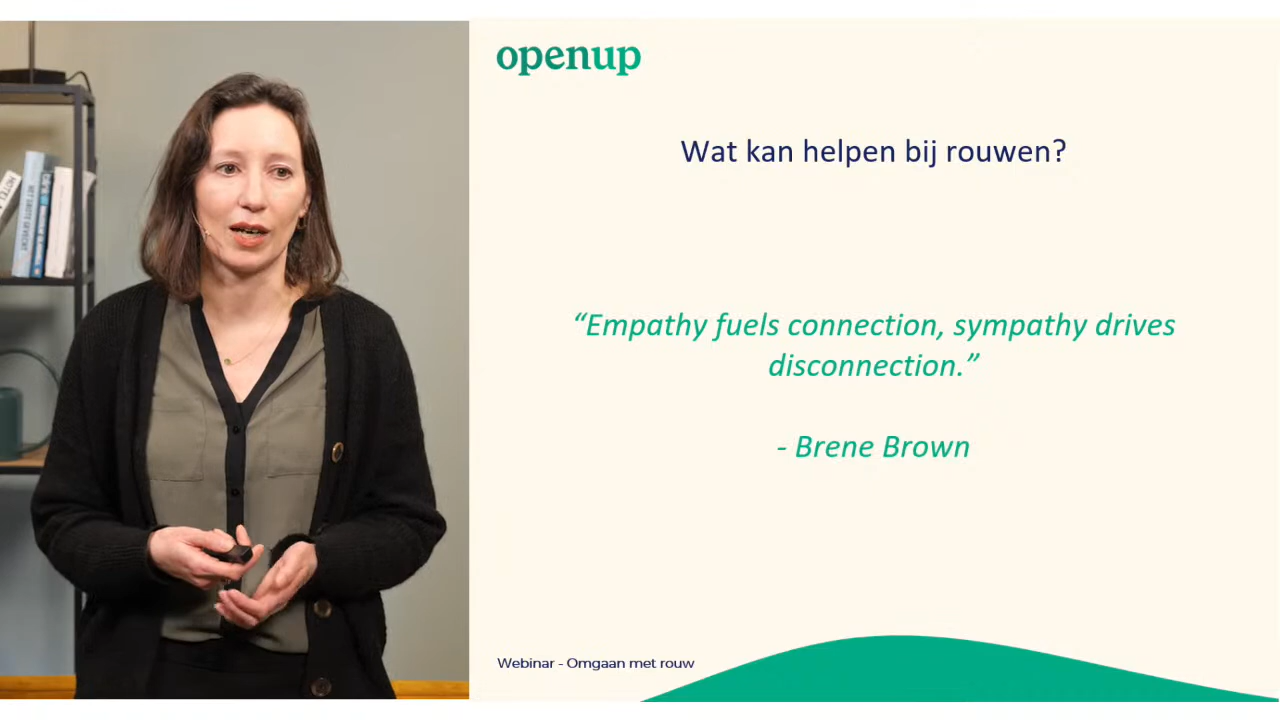 openup
Wat kan helpen bij rouwen?
“Empathy fuels connection, sympathy drives
disconnection.”
- Brene Brown
Webinar - Omgaan met rouw